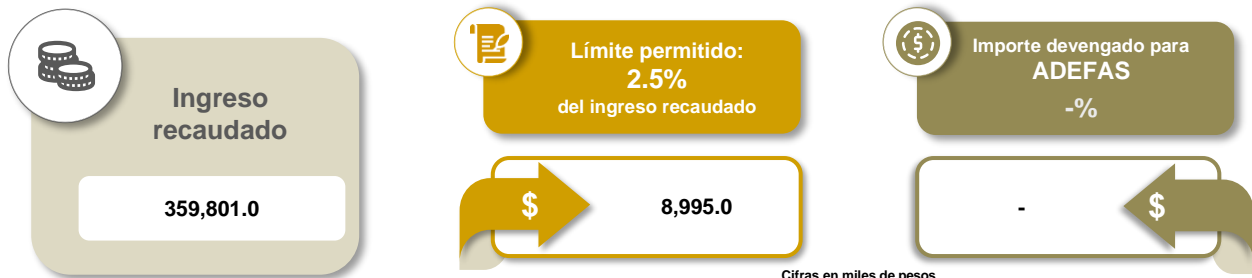 Ingreso
recaudado
359,801.0
Límite permitido:
2.5%
del ingreso recaudado
$
8,995.0
Importe devengado para
ADEFAS
-%
-
$
Cifras en miles de pesos